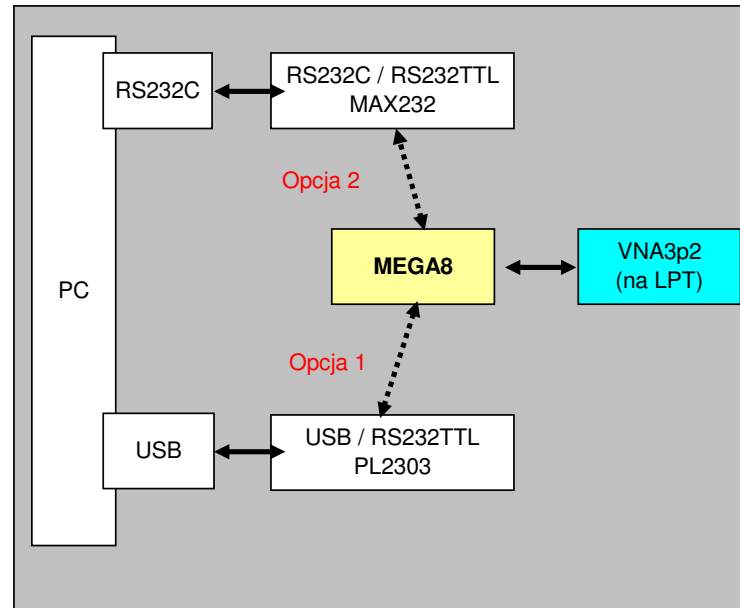 RS232C
RS232C / RS232TTL
MAX232
Opcja 2
MEGA8
VNA3p2
(na LPT)
PC
Opcja 1
USB
USB / RS232TTL
PL2303